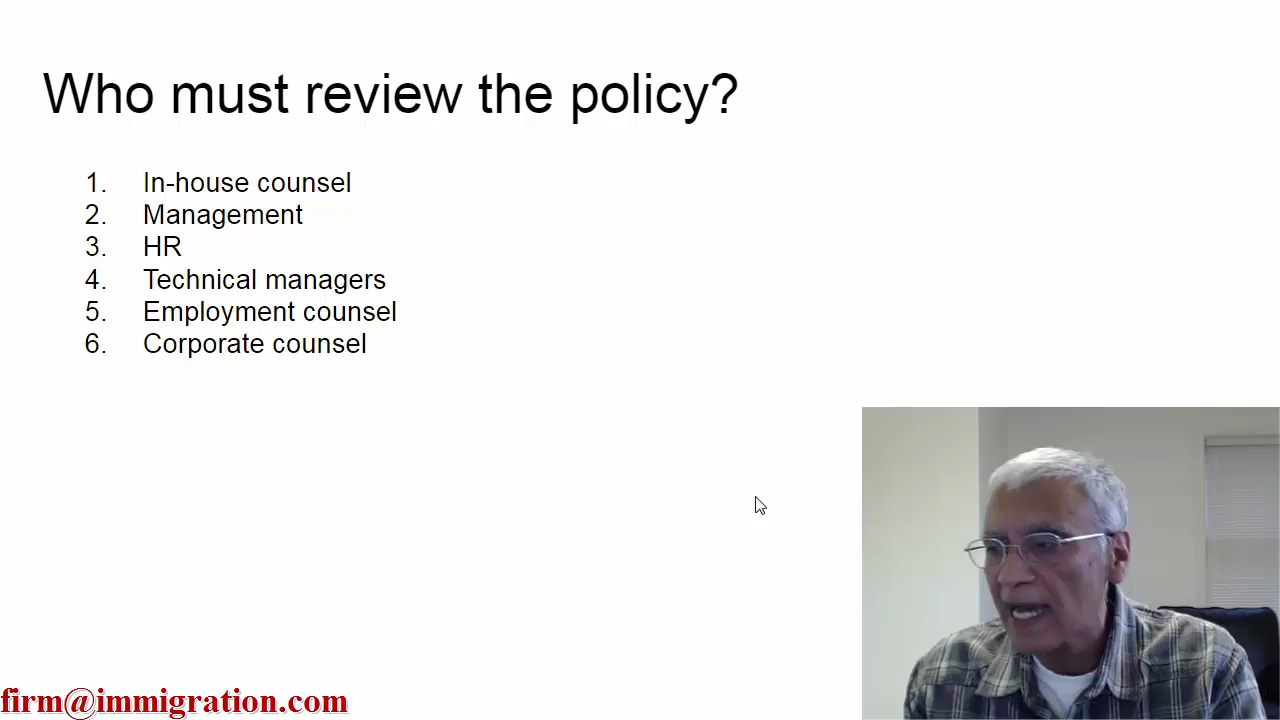 Who must review the policy?
1. In-house counsel
2. Management
3. HR
4. Technical managers
5. Employment counsel
6. Corporate counsel
firm@immigration.com